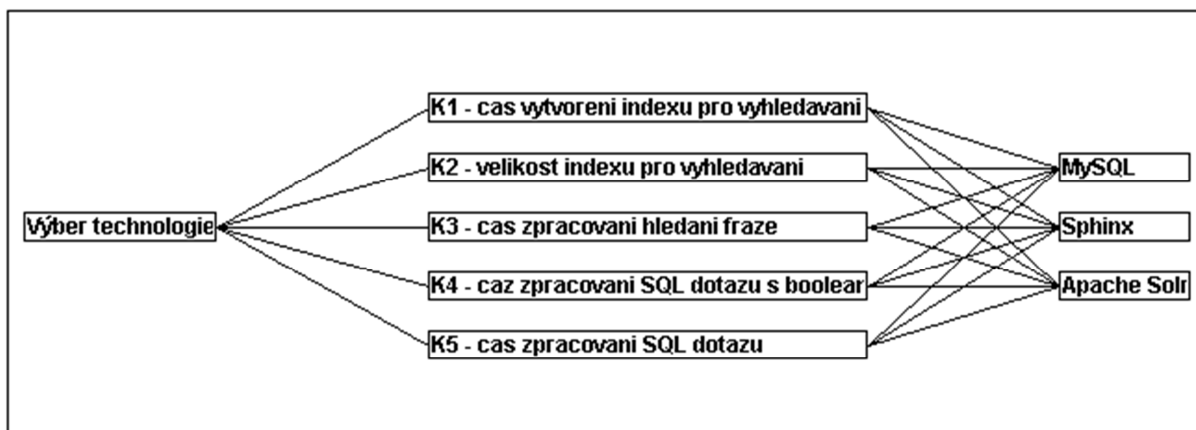 Výber technologie
K1 - cas vytvoreni indexu pro vyhledavani
K2 - velikost indexu pro vyhledavani
K3 - cas zpracovani hledani fraze
K4 - caz zpracovani SQL dotazu s boolear
K5 - cas zpracovani SQL dotazu
MySQL
Sphinx
Apache Solr